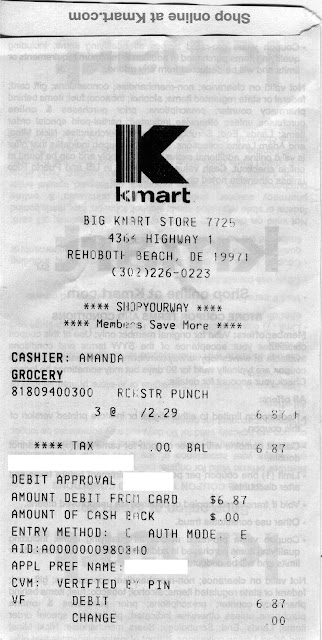 Shop online at Kmart.com
kmart
BIG KMART STORE 7725
4364 HIGHWAY 1
REHOBOTH BEACH, DE 19971
(302)226-0223
**** SHOPYOURWAY ****
**** Members Save More ****
CASHIER: AMANDA
GROCERY
81809400300 RCKSTR PUNCH
3 @ /2.29 6.87
**** TAX .00 BAL 6.87
DEBIT APPROVAL
AMOUNT DEBIT FROM CARD $6.87
AMOUNT OF CASH BACK $.00
ENTRY METHOD: C AUTH MODE: E
AID:A0000000980840
APPL PREF NAME:
CVM: VERIFIED BY PIN
VF DEBIT 6.87
CHANGE .00